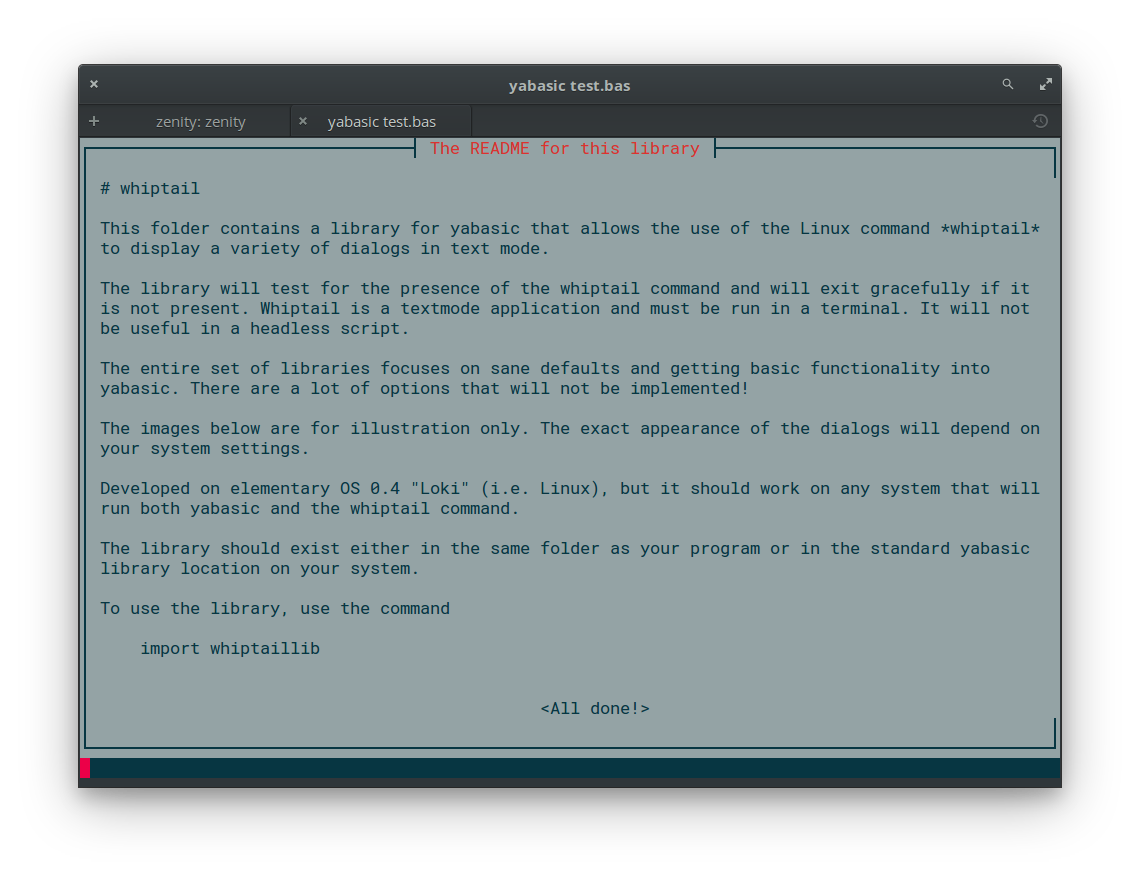 yabasic test.bas
zenity: zenity
yabasic test.bas
The README for this library
# whiptail
This folder contains a library for yabasic that allows the use of the Linux command *whiptail*
to display a variety of dialogs in text mode.
The library will test for the presence of the whiptail command and will exit gracefully if it
is not present. Whiptail is a textmode application and must be run in a terminal. It will not
be useful in a headless script.
The entire set of libraries focuses on sane defaults and getting basic functionality into
yabasic. There are a lot of options that will not be implemented!
The images below are for illustration only. The exact appearance of the dialogs will depend on
your system settings.
Developed on elementary OS 0.4 "Loki" (i.e. Linux), but it should work on any system that will
run both yabasic and the whiptail command.
The library should exist either in the same folder as your program or in the standard yabasic
library location on your system.
To use the library, use the command
import whiptaillib
<All done!>